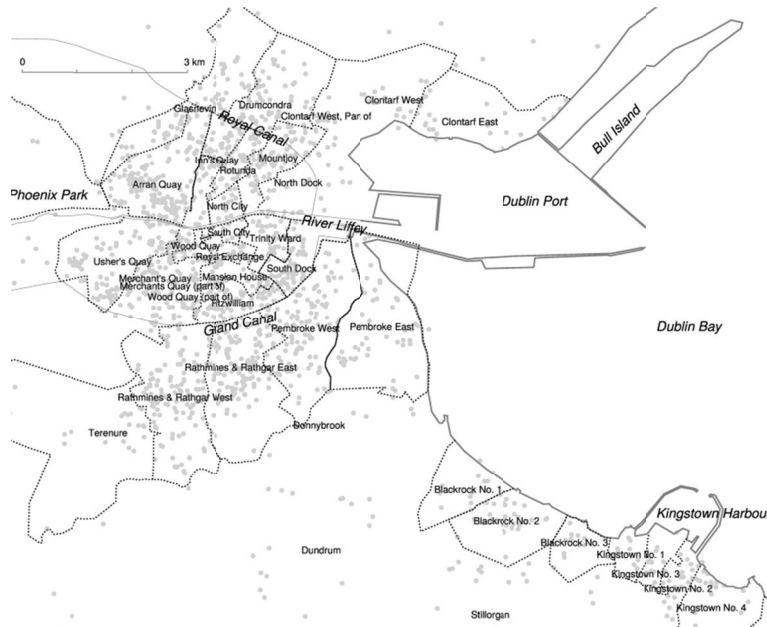 0 3 km
Glasnevin
Drumcondra
Royal Canal
Clontarf West, Part of
Clontarf West
Clontarf East
Bull Island
Inn's Quay
Mountjoy
Rotunda
Arran Quay
North Dock
Phoenix Park
North City
Dublin Port
River Liffey
South City
Trinity Ward
Wood Quay
Royal Exchange
Usher's Quay
South Dock
Merchant's Quay
Mansion House
Merchants Quay (part of)
Wood Quay (part of)
Fitzwilliam
Grand Canal
Pembroke West
Pembroke East
Dublin Bay
Rathmines & Rathgar East
Rathmines & Rathgar West
Donnybrook
Terenure
Blackrock No. 1
Blackrock No. 2
Kingstown Harbour
Blackrock No. 3
Dundrum
Kingstown No. 1
Kingstown No. 3
Kingstown No. 2
Kingstown No. 4
Stillorgan